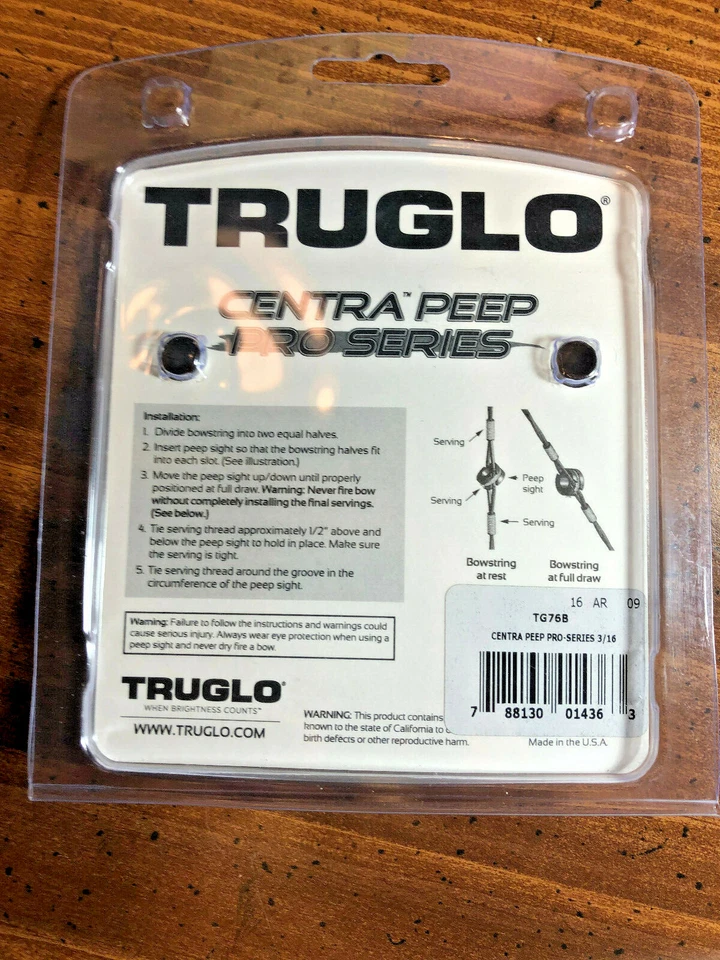 TRUGLO®
CENTRA™ PEEP
PRO SERIES
Installation:
1. Divide bowstring into two equal halves.
2. Insert peep sight so that the bowstring halves fit
into each slot. (See illustration.)
3. Move the peep sight up/down until properly
positioned at full draw. Warning: Never fire bow
without completely installing the final servings.
(See below.)
4. Tie serving thread approximately 1/2" above and
below the peep sight to hold in place. Make sure
the serving is tight.
5. Tie serving thread around the groove in the
circumference of the peep sight.
Serving
Peep
sight
Serving
Serving
Bowstring
at rest
Bowstring
at full draw
Warning: Failure to follow the instructions and warnings could
cause serious injury. Always wear eye protection when using a
peep sight and never dry fire a bow.
16 AR 09
TG76B
CENTRA PEEP PRO-SERIES 3/16
7 88130 01436 3
TRUGLO®
WHEN BRIGHTNESS COUNTS™
WWW.TRUGLO.COM
WARNING: This product contains
known to the state of California to
birth defects or other reproductive harm.
Made in the U.S.A.